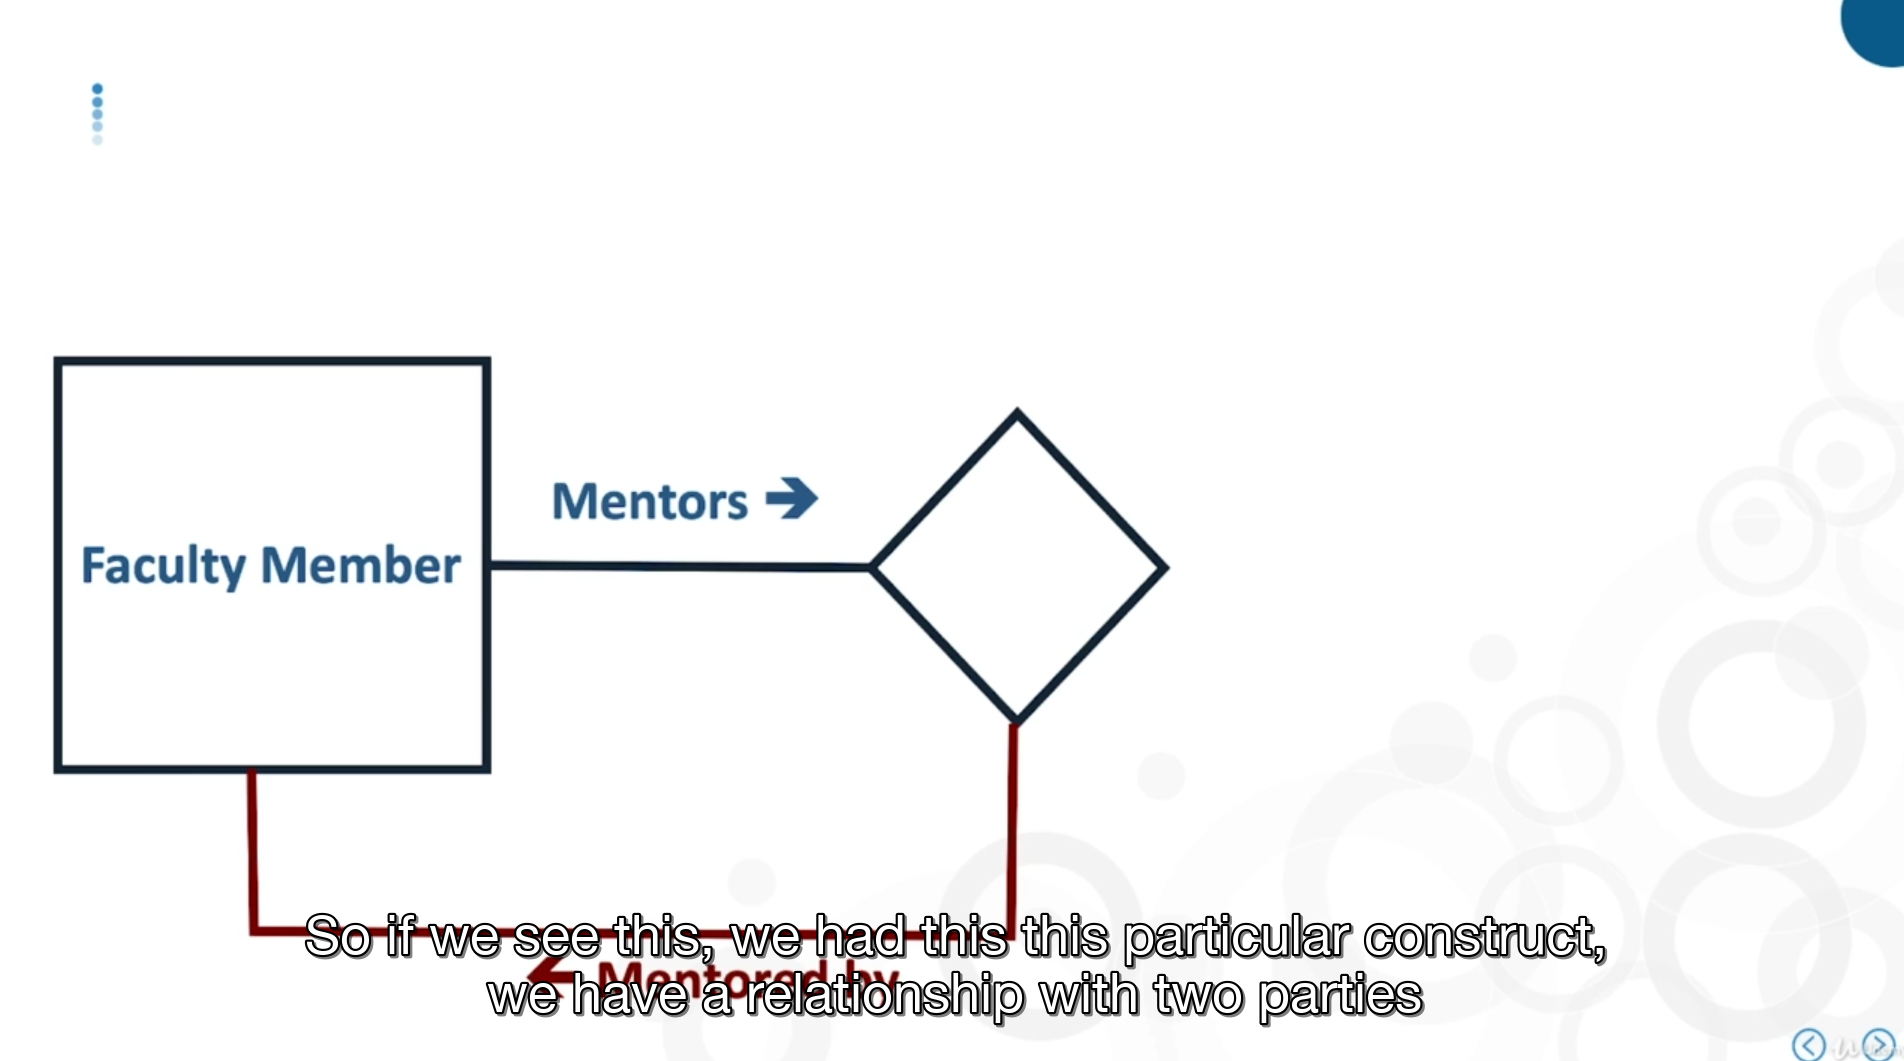 Mentors →
Faculty Member
So if we see this, we had this this particular construct,
← Mentored by
we have a relationship with two parties